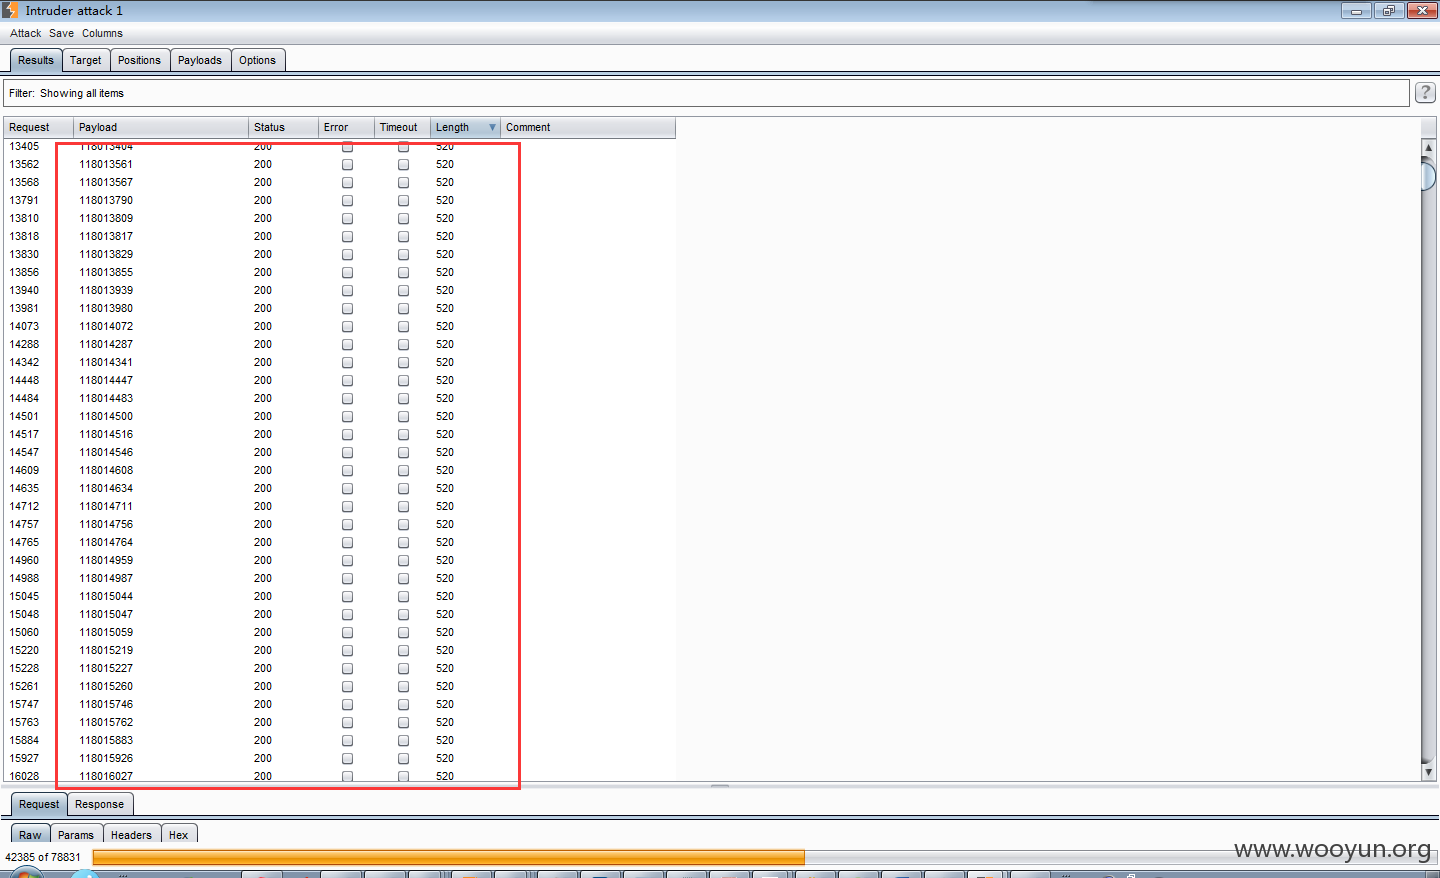 Intruder attack 1
Attack Save Columns
Results Target Positions Payloads Options
Filter: Showing all items
?
Request Payload Status Error Timeout Length Comment
13405 118013404 200 520
13562 118013561 200 520
13568 118013567 200 520
13791 118013790 200 520
13810 118013809 200 520
13818 118013817 200 520
13830 118013829 200 520
13856 118013855 200 520
13940 118013939 200 520
13981 118013980 200 520
14073 118014072 200 520
14288 118014287 200 520
14342 118014341 200 520
14448 118014447 200 520
14484 118014483 200 520
14501 118014500 200 520
14517 118014516 200 520
14547 118014546 200 520
14609 118014608 200 520
14635 118014634 200 520
14712 118014711 200 520
14757 118014756 200 520
14765 118014764 200 520
14960 118014959 200 520
14988 118014987 200 520
15045 118015044 200 520
15048 118015047 200 520
15060 118015059 200 520
15220 118015219 200 520
15228 118015227 200 520
15261 118015260 200 520
15747 118015746 200 520
15763 118015762 200 520
15884 118015883 200 520
15927 118015926 200 520
16028 118016027 200 520
Request Response
Raw Params Headers Hex
42385 of 78831
www.wooyun.org